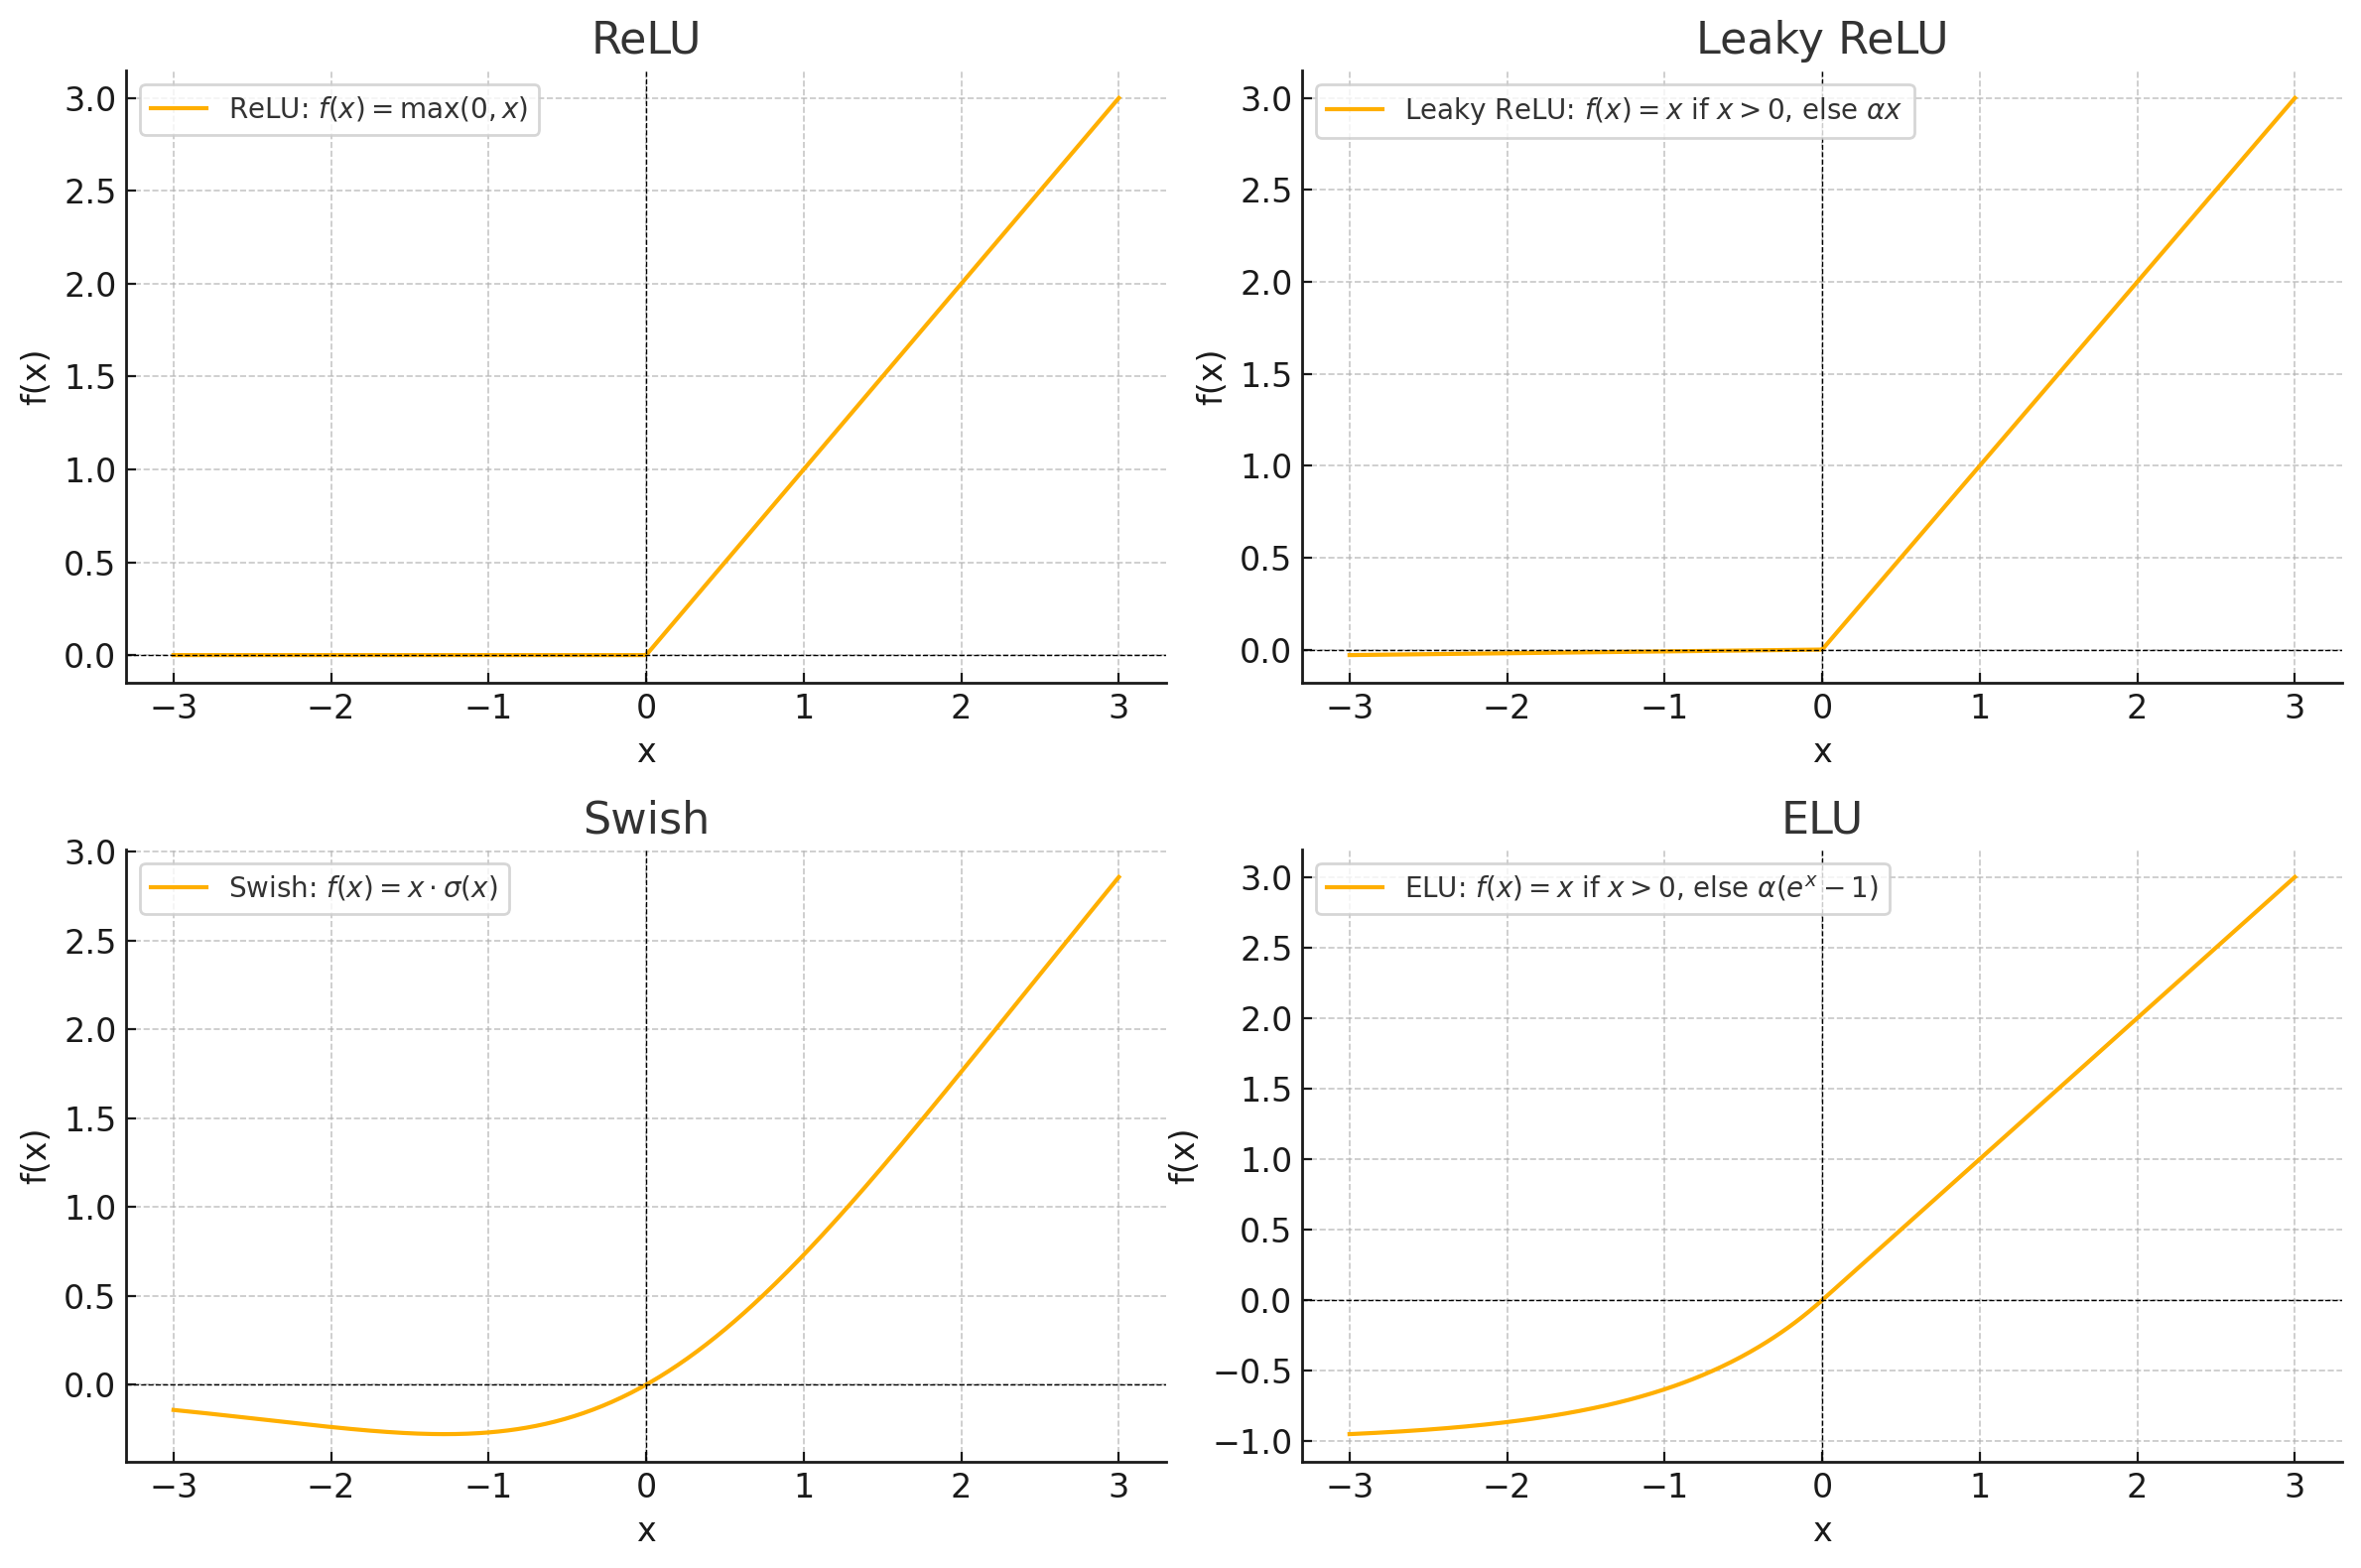 ReLU
ReLU: f(x) = max(0, x)
3.0
2.5
2.0
1.5
1.0
0.5
0.0
f(x)
−3 −2 −1 0 1 2 3
x
Leaky ReLU
Leaky ReLU: f(x) = x if x > 0, else αx
3.0
2.5
2.0
1.5
1.0
0.5
0.0
f(x)
−3 −2 −1 0 1 2 3
x
Swish
Swish: f(x) = x · σ(x)
3.0
2.5
2.0
1.5
1.0
0.5
0.0
f(x)
−3 −2 −1 0 1 2 3
x
ELU
ELU: f(x) = x if x > 0, else α(eˣ − 1)
3.0
2.5
2.0
1.5
1.0
0.5
0.0
−0.5
−1.0
f(x)
−3 −2 −1 0 1 2 3
x